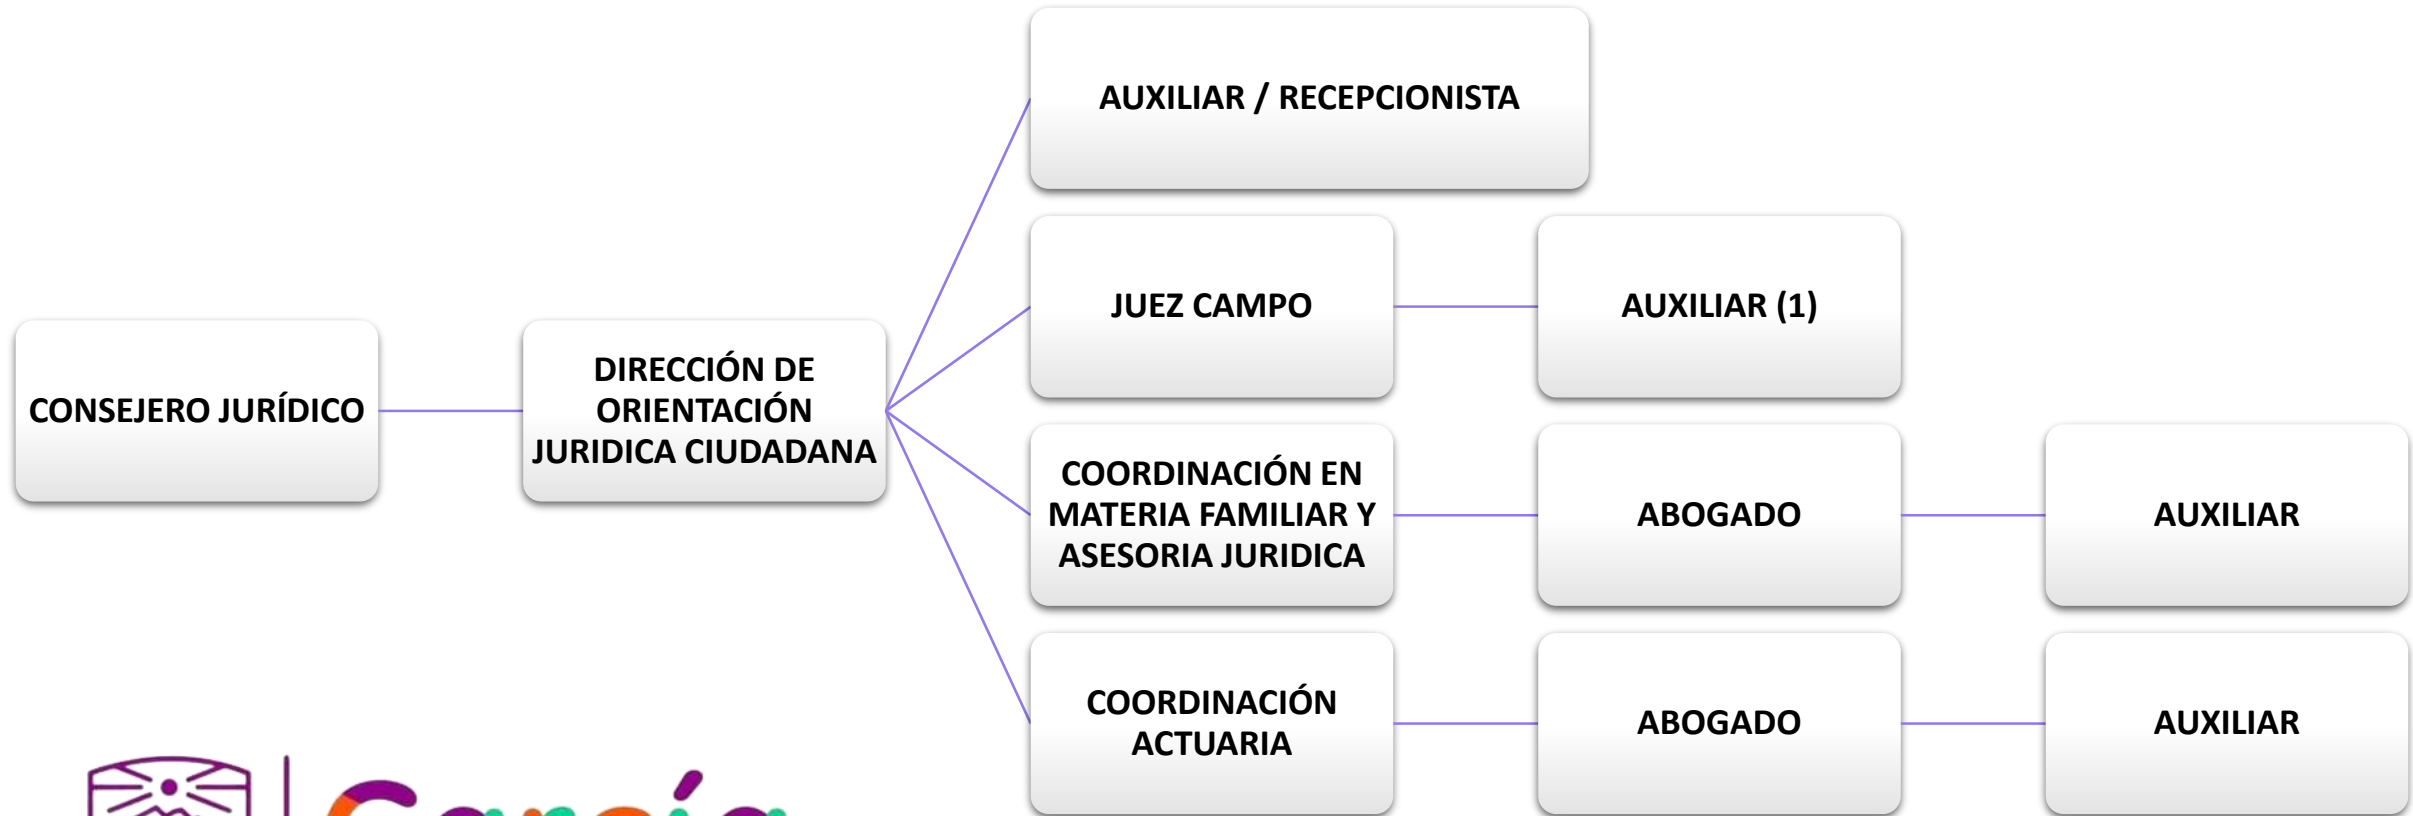 AUXILIAR / RECEPCIONISTA
JUEZ CAMPO
AUXILIAR (1)
CONSEJERO JURÍDICO
DIRECCIÓN DE
ORIENTACIÓN
JURIDICA CIUDADANA
COORDINACIÓN EN
MATERIA FAMILIAR Y
ASESORIA JURIDICA
ABOGADO
AUXILIAR
COORDINACIÓN
ACTUARIA
ABOGADO
AUXILIAR
García